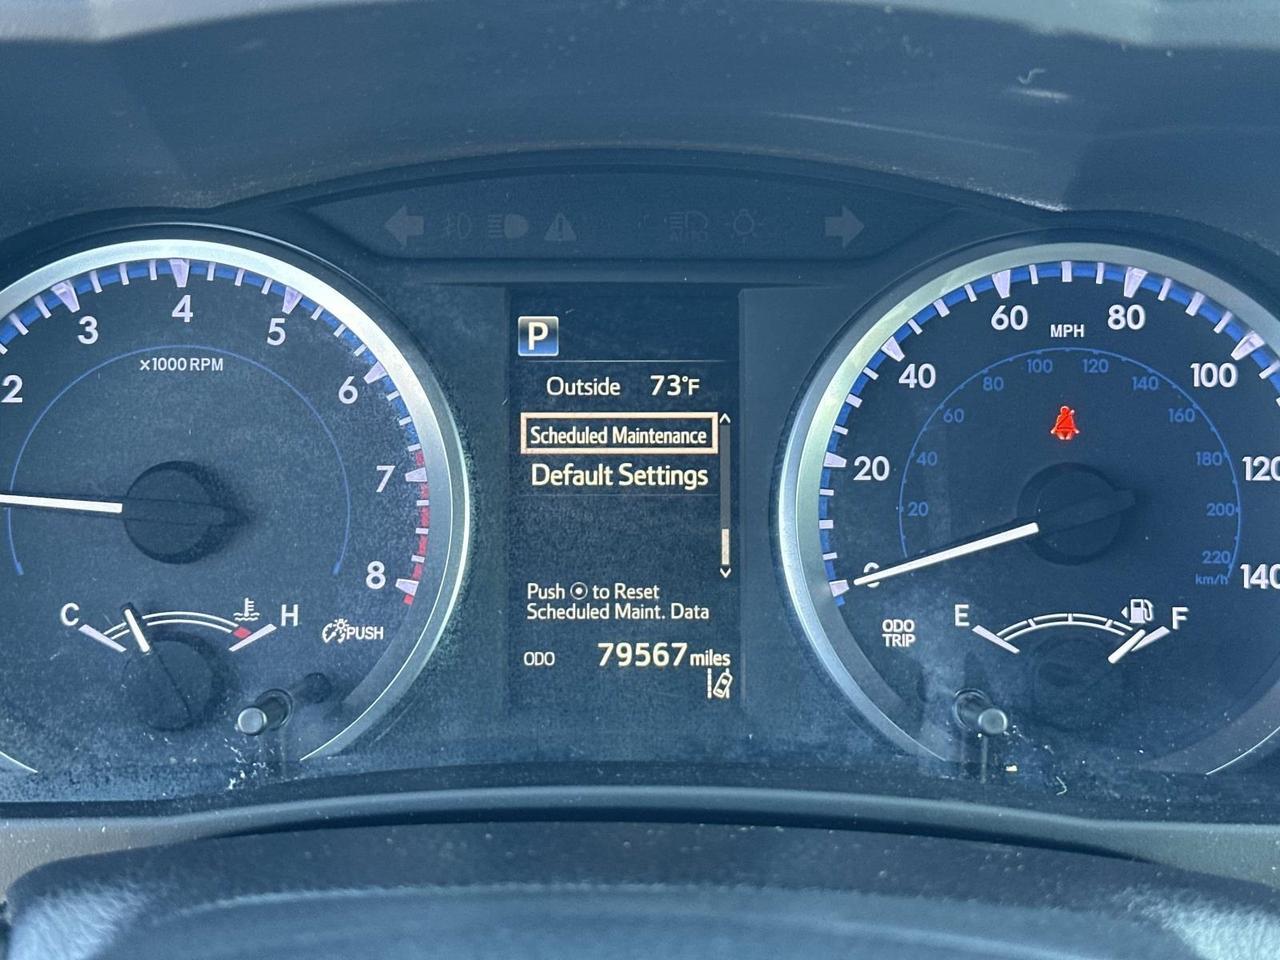 2
3
4
5
6
7
8
x1000 RPM
C
H
PUSH
P
Outside 73°F
Scheduled Maintenance
Default Settings
Push to Reset
Scheduled Maint. Data
ODO 79567 miles
20
40
60
80
100
120
140
MPH
20
40
60
80
100
120
140
160
180
200
220
km/h
ODO
TRIP
E
F